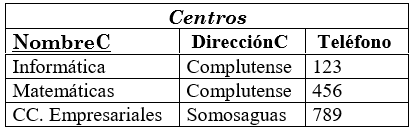 Centros
NombreC DirecciónC Teléfono
Informática Complutense 123
Matemáticas Complutense 456
CC. Empresariales Somosaguas 789